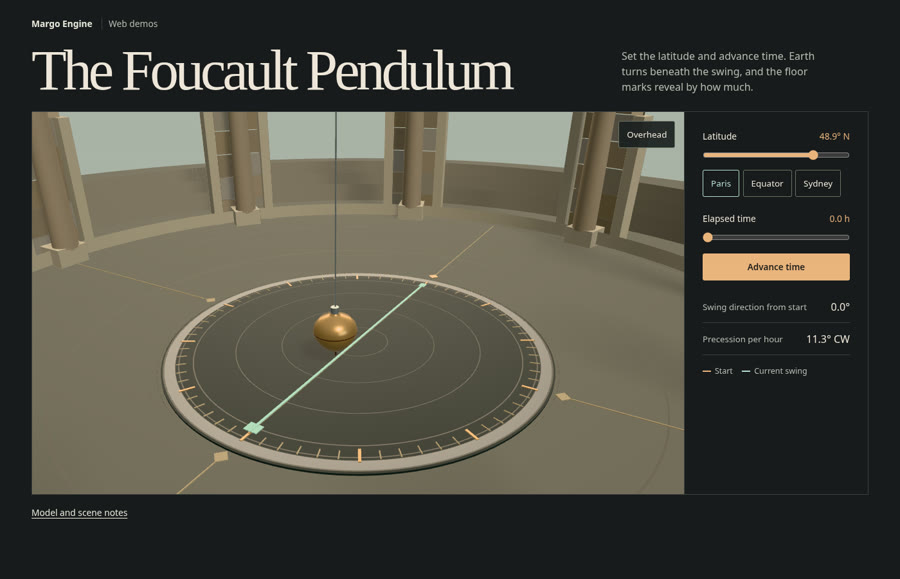 Margo Engine
Web demos
The Foucault Pendulum
Set the latitude and advance time. Earth
turns beneath the swing, and the floor
marks reveal by how much.
Overhead
Latitude
48.9° N
Paris
Equator
Sydney
Elapsed time
0.0 h
Advance time
Swing direction from start
0.0°
Precession per hour
11.3° CW
Start
Current swing
Model and scene notes